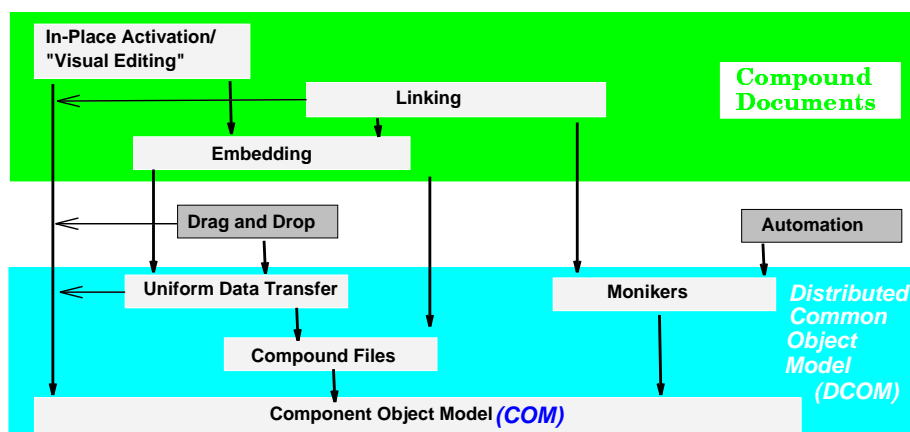 In-Place Activation/
"Visual Editing"
Linking
Compound
Documents
Embedding
Drag and Drop
Automation
Uniform Data Transfer
Monikers
Distributed
Common
Object
Model
(DCOM)
Compound Files
Component Object Model (COM)